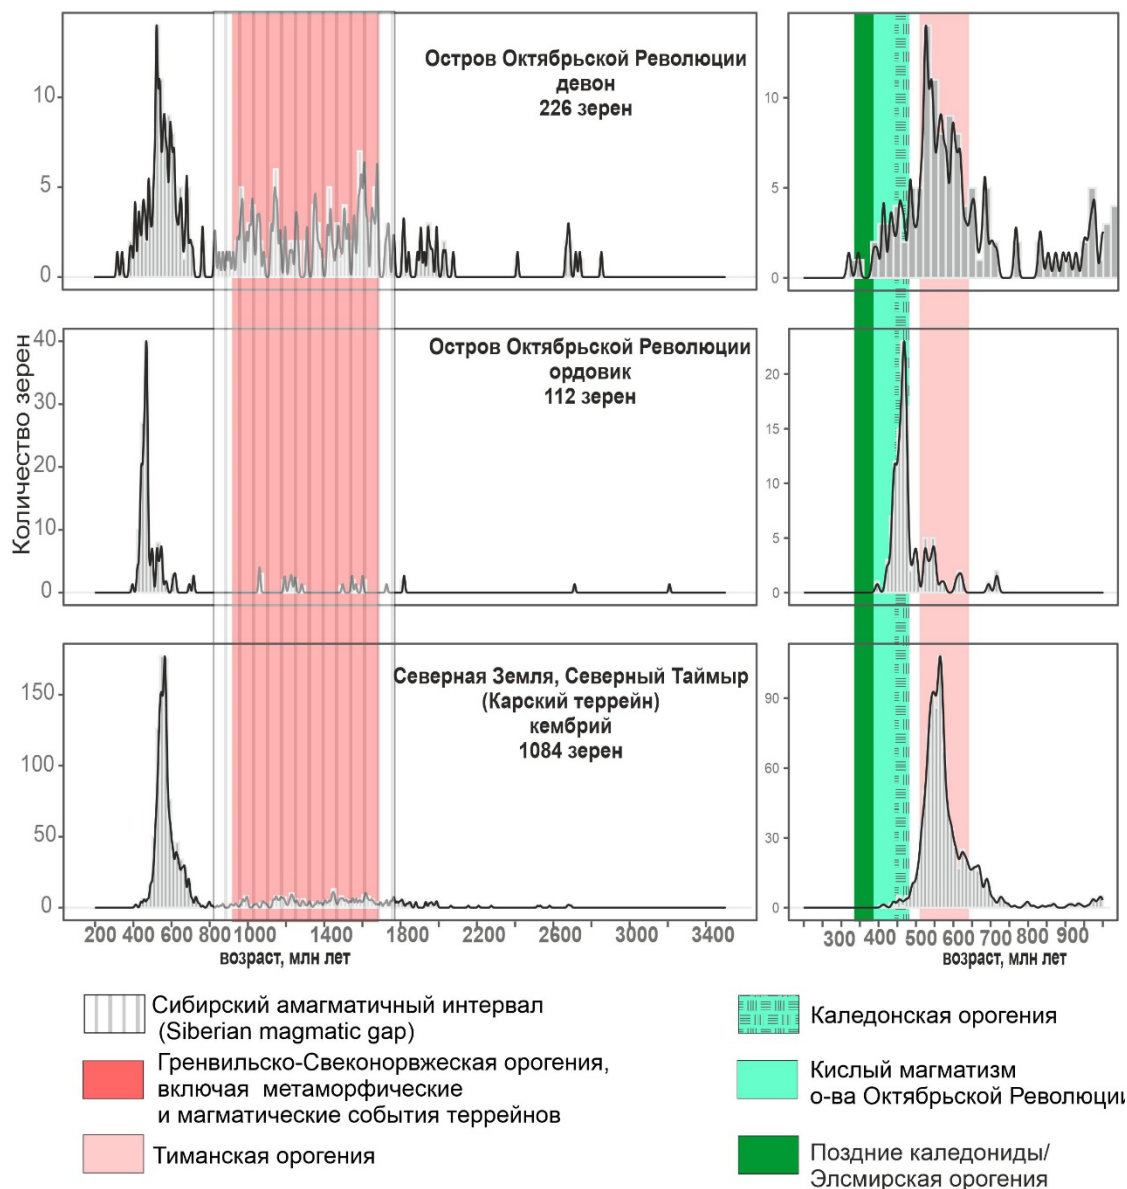 Количество зерен
Остров Октябрьской Революции
девон
226 зерен
10
5
0
10
5
0
Остров Октябрьской Революции
ордовик
112 зерен
40
30
20
10
0
20
15
10
5
0
Северная Земля, Северный Таймыр
(Карский террейн)
кембрий
1084 зерен
150
100
50
0
90
60
30
0
200 400 600 800 1000 1400 1800 2200 2600 3000 3400
возраст, млн лет
300 400 500 600 700 800 900
возраст, млн лет
Сибирский амагматичный интервал
(Siberian magmatic gap)
Гренвильско-Свеконорвжеская орогения,
включая метаморфические
и магматические события террейнов
Тиманская орогения
Каледонская орогения
Кислый магматизм
о-ва Октябрьской Революции
Поздние каледониды/
Элсмирская орогения